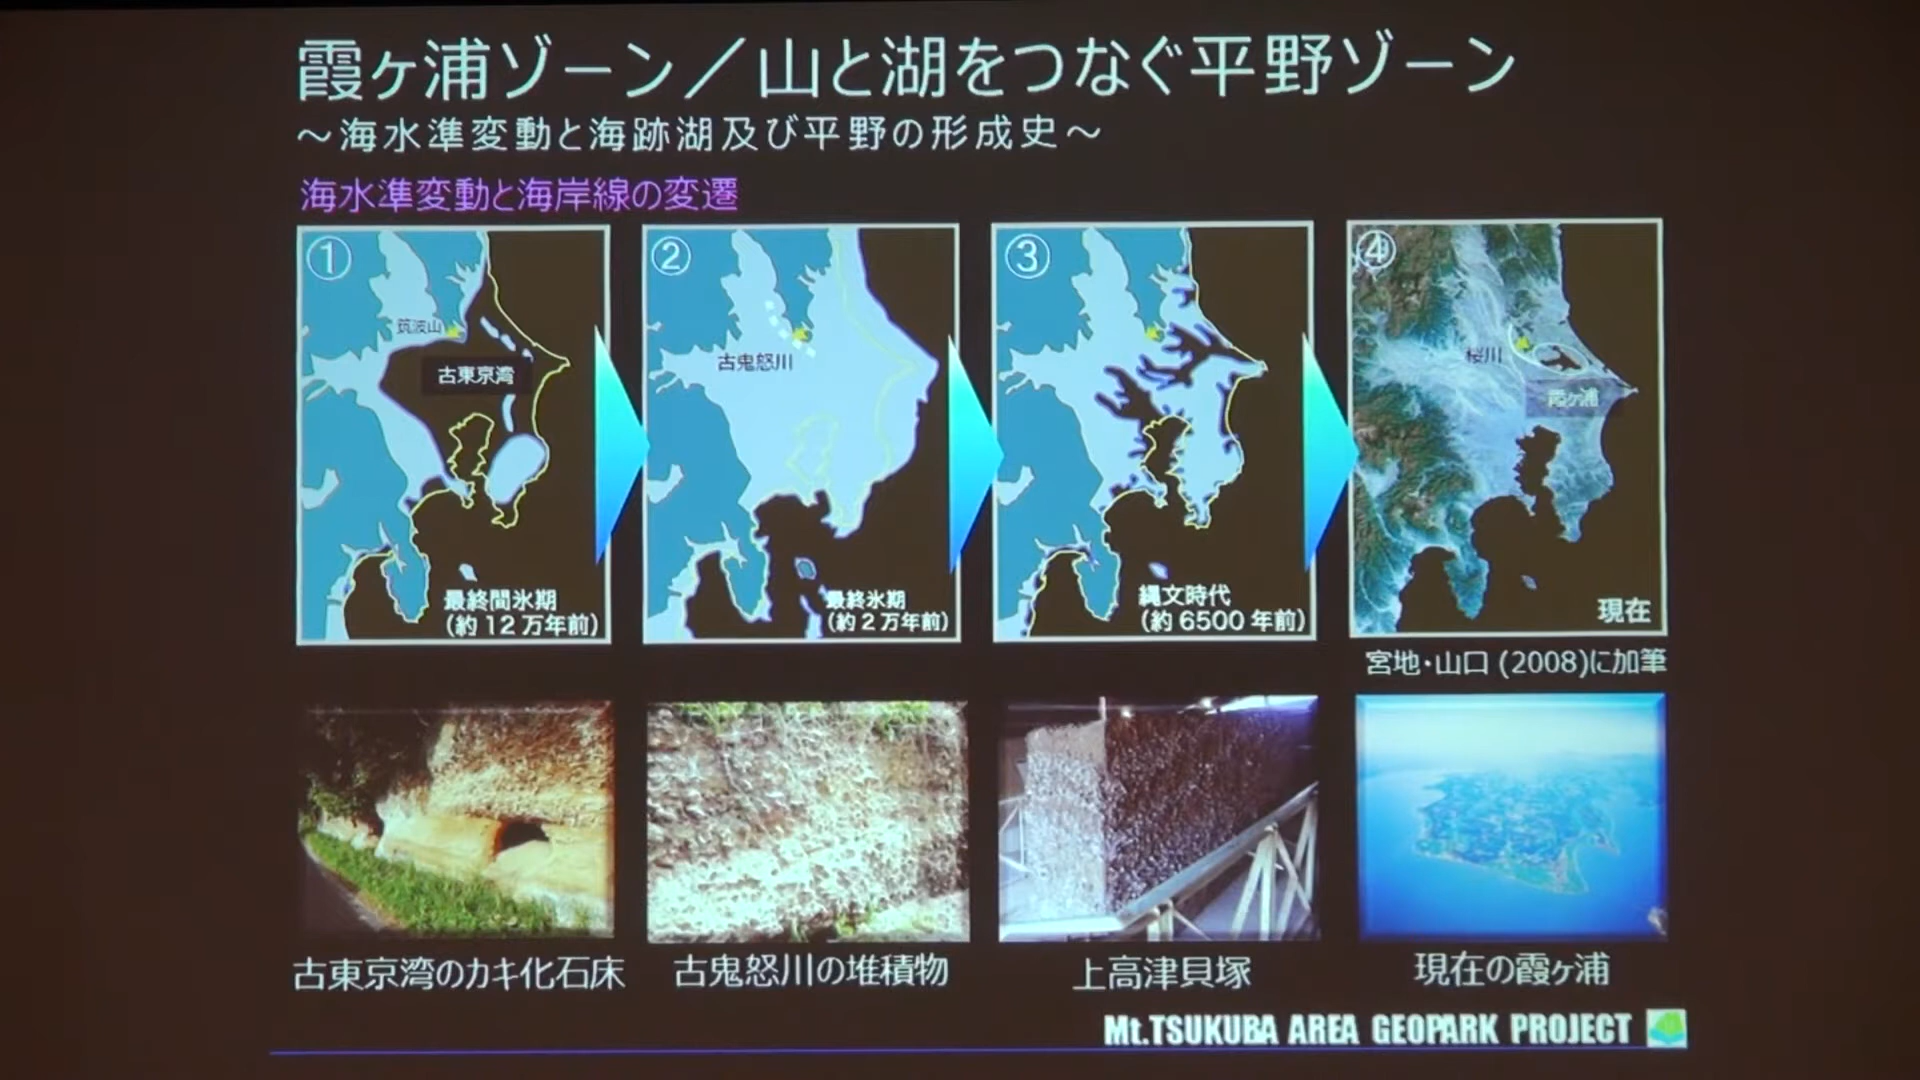 霞ヶ浦ゾーン／山と湖をつなぐ平野ゾーン
～海水準変動と海跡湖及び平野の形成史～
海水準変動と海岸線の変遷
①
筑波山
古東京湾
最終間氷期
(約 12 万年前)
②
古鬼怒川
最終氷期
(約 2 万年前)
③
縄文時代
(約 6500 年前)
④
桜川
霞ヶ浦
現在
宮地・山口 (2008)に加筆
古東京湾のカキ化石床
古鬼怒川の堆積物
上高津貝塚
現在の霞ヶ浦
Mt.TSUKUBA AREA GEOPARK PROJECT